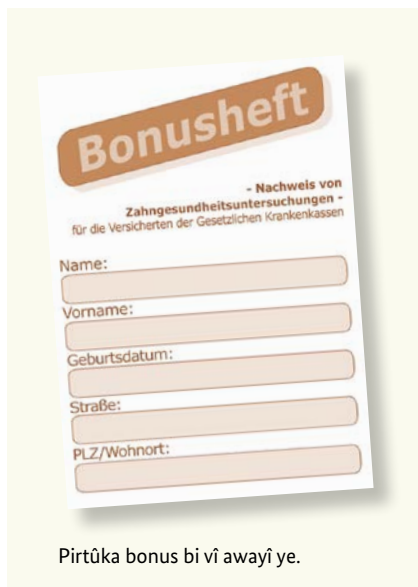 Bonusheft
- Nachweis von
Zahngesundheitsuntersuchungen -
für die Versicherten der Gesetzlichen Krankenkassen
Name:
Vorname:
Geburtsdatum:
Straße:
PLZ/Wohnort:
Pirtûka bonus bi vî awayî ye.